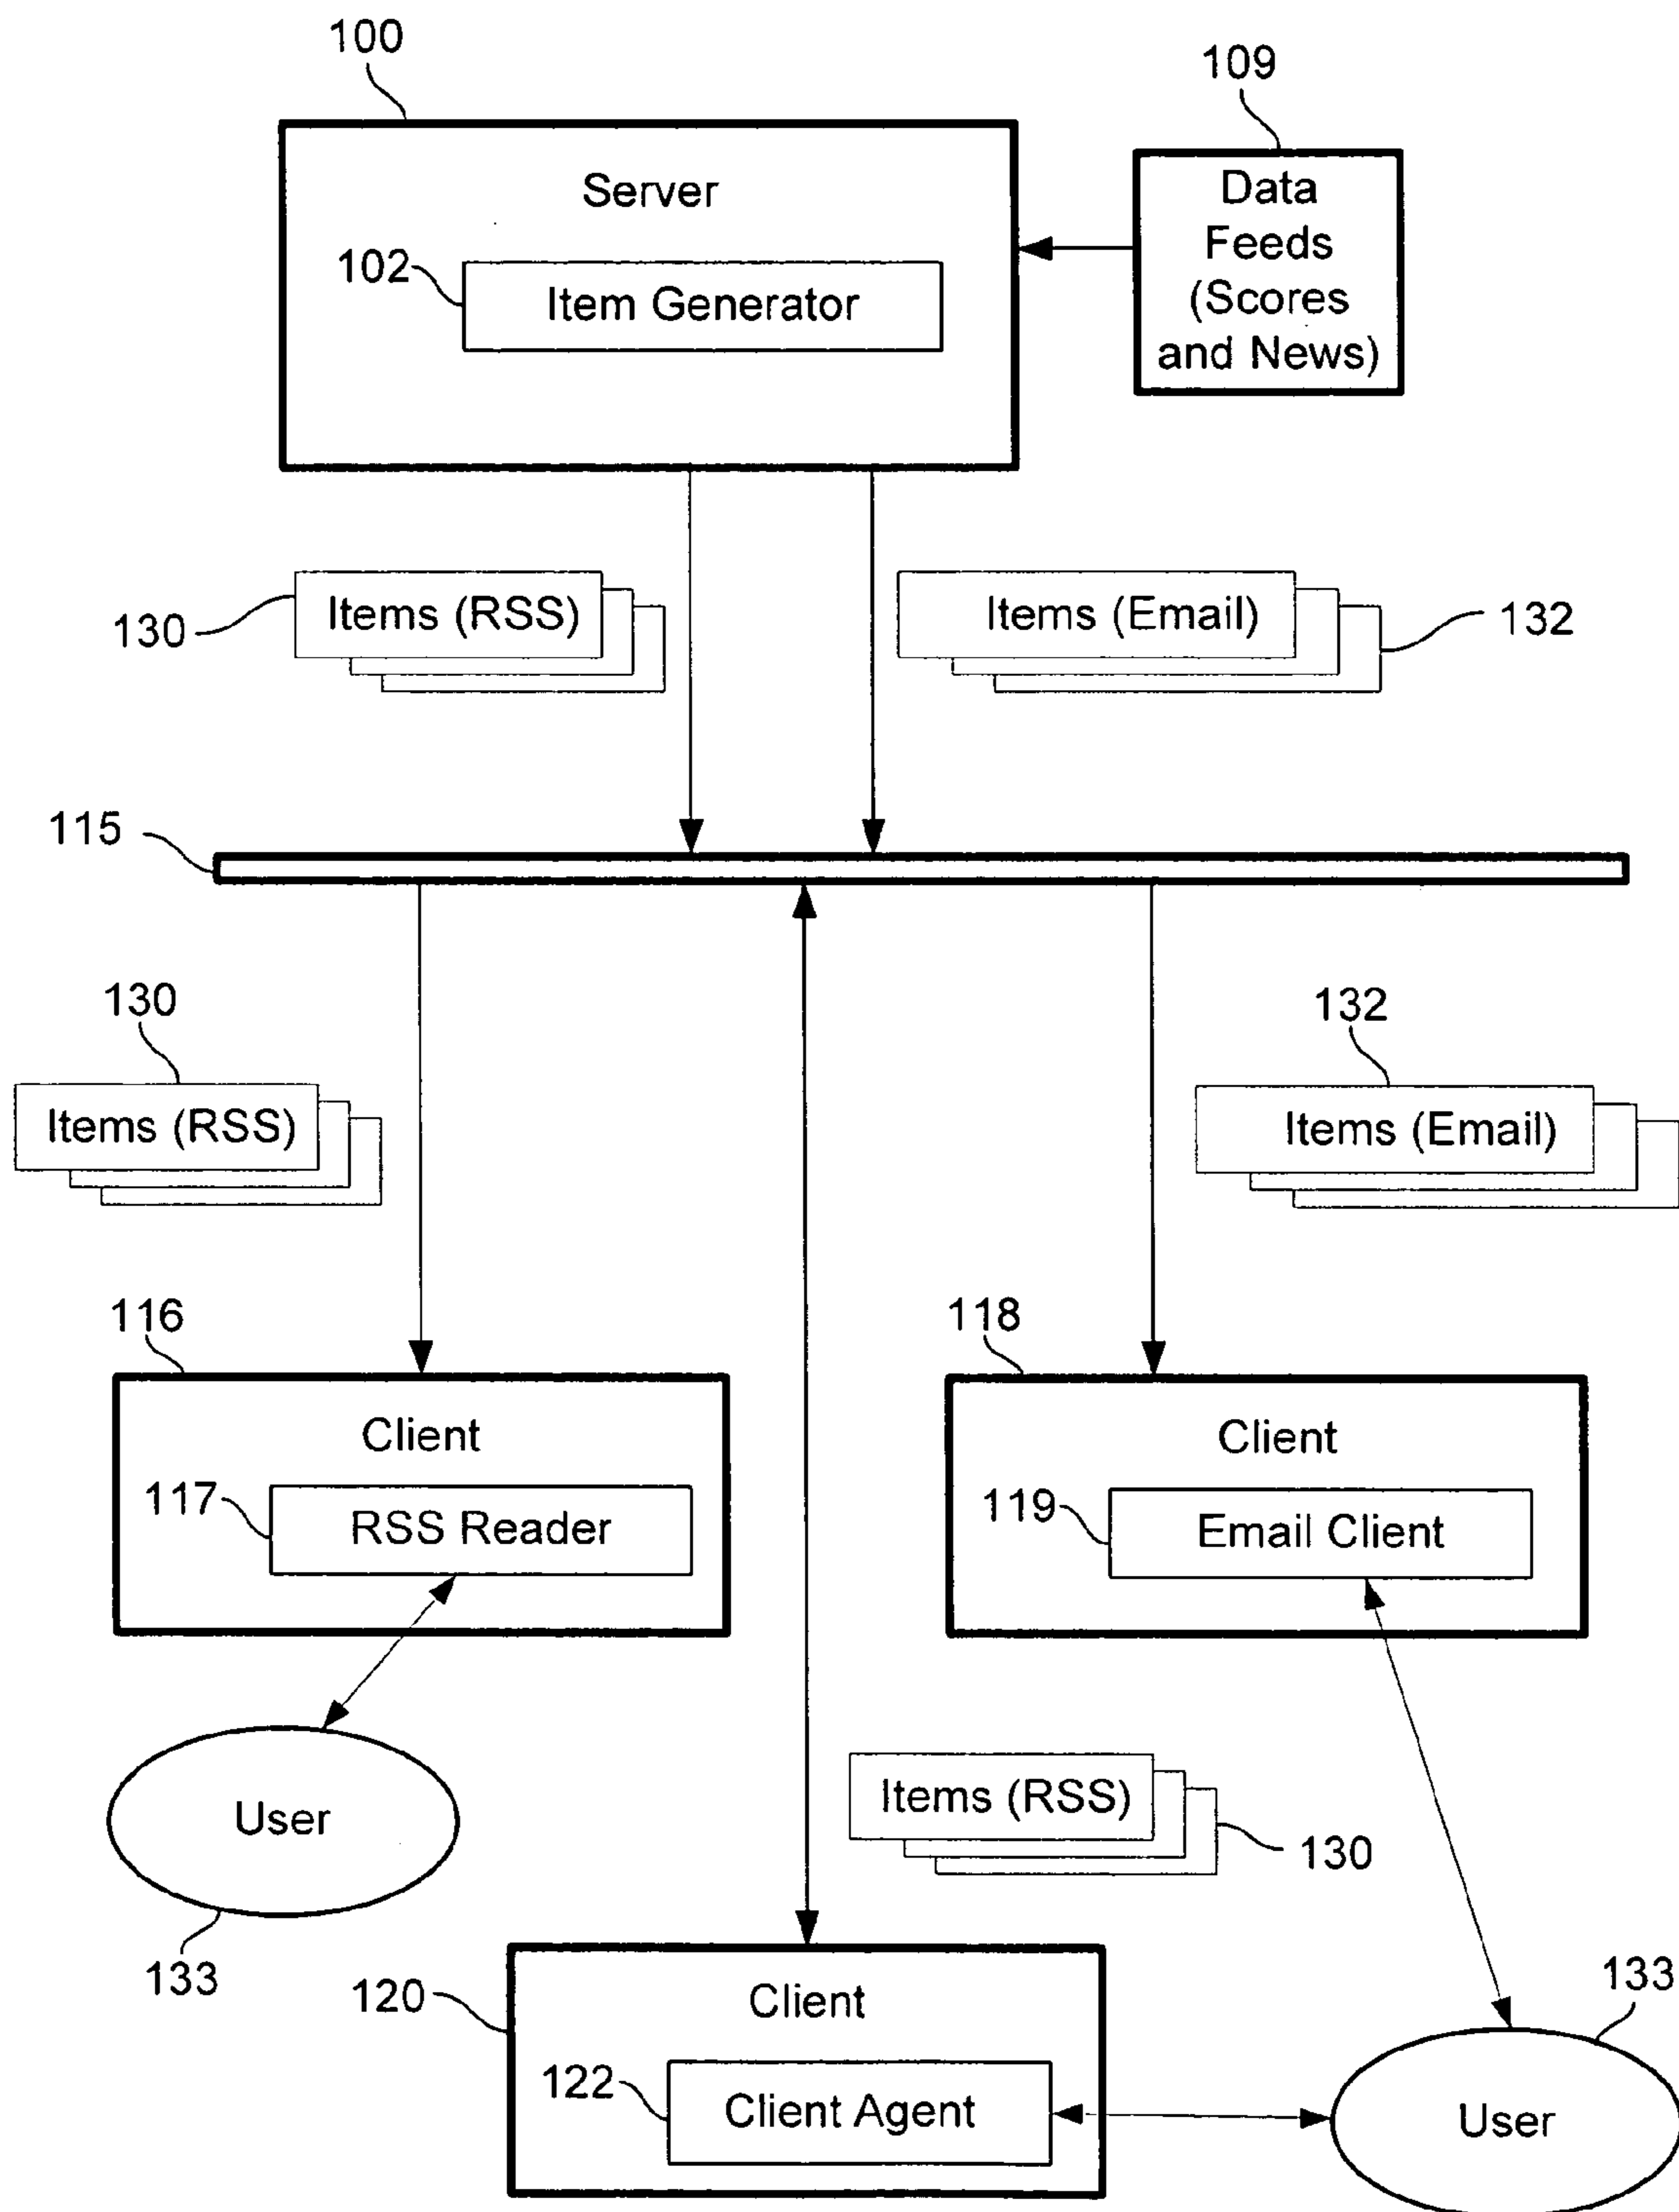 100
109
Server
Data
Feeds
(Scores
and News)
102
Item Generator
130
Items (RSS)
Items (Email)
132
115
130
Items (RSS)
132
Items (Email)
116
118
Client
117
RSS Reader
Client
119
Email Client
User
133
Items (RSS)
130
120
Client
122
Client Agent
133
User